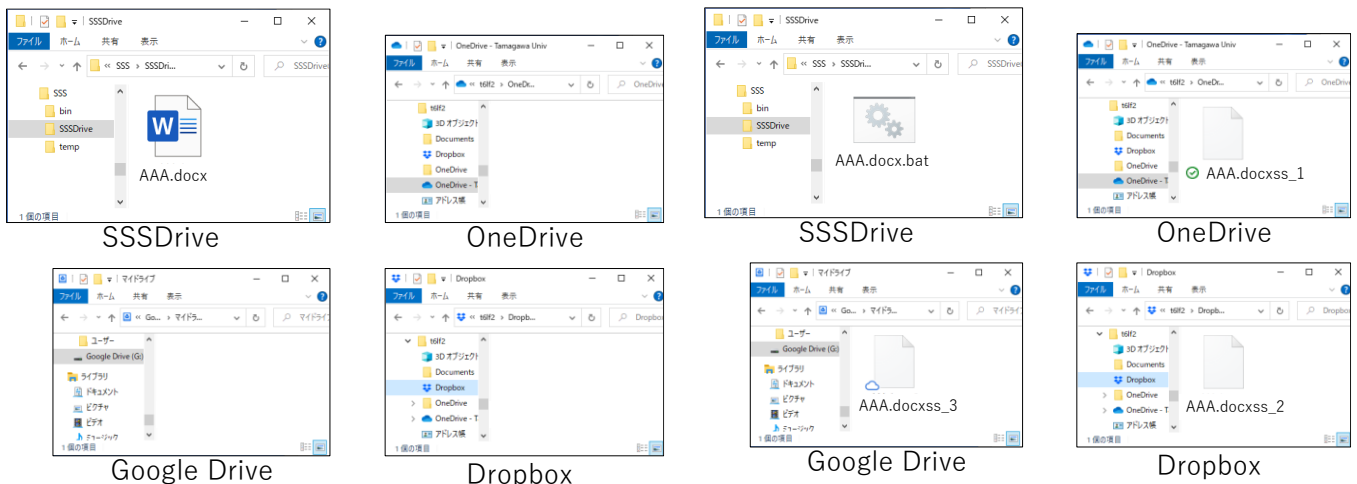 SSSDrive
ファイル ホーム 共有 表示
« SSS › SSSDri...
SSSDriver
SSS
bin
SSSDrive
temp
AAA.docx
1 個の項目
SSSDrive
OneDrive - Tamagawa Univ
ファイル ホーム 共有 表示
« t6lf2 › OneDr...
OneDrive
t6lf2
3D オブジェクト
Documents
Dropbox
OneDrive
OneDrive - T
アドレス帳
1 個の項目
OneDrive
SSSDrive
ファイル ホーム 共有 表示
« SSS › SSSDri...
SSSDriver
SSS
bin
SSSDrive
temp
AAA.docx.bat
1 個の項目
SSSDrive
OneDrive - Tamagawa Univ
ファイル ホーム 共有 表示
« t6lf2 › OneDr...
OneDrive
t6lf2
3D オブジェクト
Documents
Dropbox
OneDrive
OneDrive - T
アドレス帳
AAA.docxss_1
1 個の項目
OneDrive
マイドライブ
ファイル ホーム 共有 表示
« Go... › マイドラ...
マイドライブ
ユーザー
Google Drive (G:)
ライブラリ
ドキュメント
ピクチャ
ビデオ
ミュージック
1 個の項目
Google Drive
Dropbox
ファイル ホーム 共有 表示
« t6lf2 › Dropb...
Dropbo
t6lf2
3D オブジェクト
Documents
Dropbox
OneDrive
OneDrive - T
アドレス帳
1 個の項目
Dropbox
マイドライブ
ファイル ホーム 共有 表示
« Go... › マイドラ...
マイドライブ
ユーザー
Google Drive (G:)
ライブラリ
ドキュメント
ピクチャ
ビデオ
ミュージック
AAA.docxss_3
1 個の項目
Google Drive
Dropbox
ファイル ホーム 共有 表示
« t6lf2 › Dropb...
Dropbo
t6lf2
3D オブジェクト
Documents
Dropbox
OneDrive
OneDrive - T
アドレス帳
AAA.docxss_2
1 個の項目
Dropbox